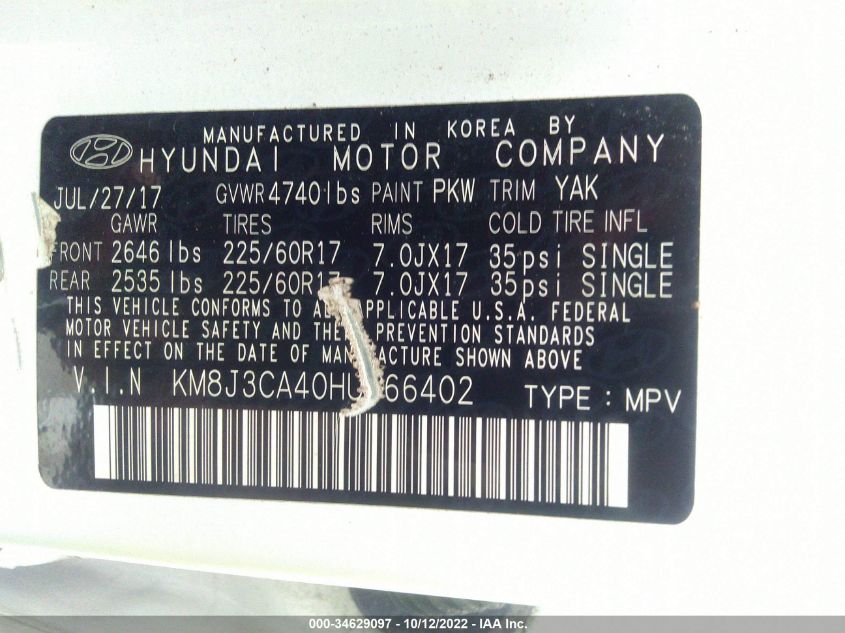 MANUFACTURED IN KOREA BY
HYUNDAI MOTOR COMPANY
JUL/27/17 GVWR 4740 lbs PAINT PKW TRIM YAK
GAWR TIRES RIMS COLD TIRE INFL
FRONT 2646 lbs 225/60R17 7.0JX17 35psi SINGLE
REAR 2535 lbs 225/60R17 7.0JX17 35psi SINGLE
THIS VEHICLE CONFORMS TO ALL APPLICABLE U.S.A. FEDERAL
MOTOR VEHICLE SAFETY AND THEFT PREVENTION STANDARDS
IN EFFECT ON THE DATE OF MANUFACTURE SHOWN ABOVE
V.I.N TYPE : MPV
000-34629097 - 10/12/2022 - IAA Inc.